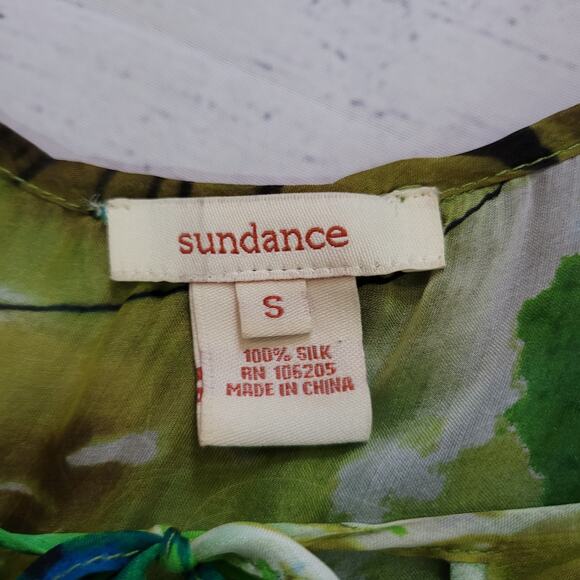 sundance
S
100% SILK
RN 106205
MADE IN CHINA